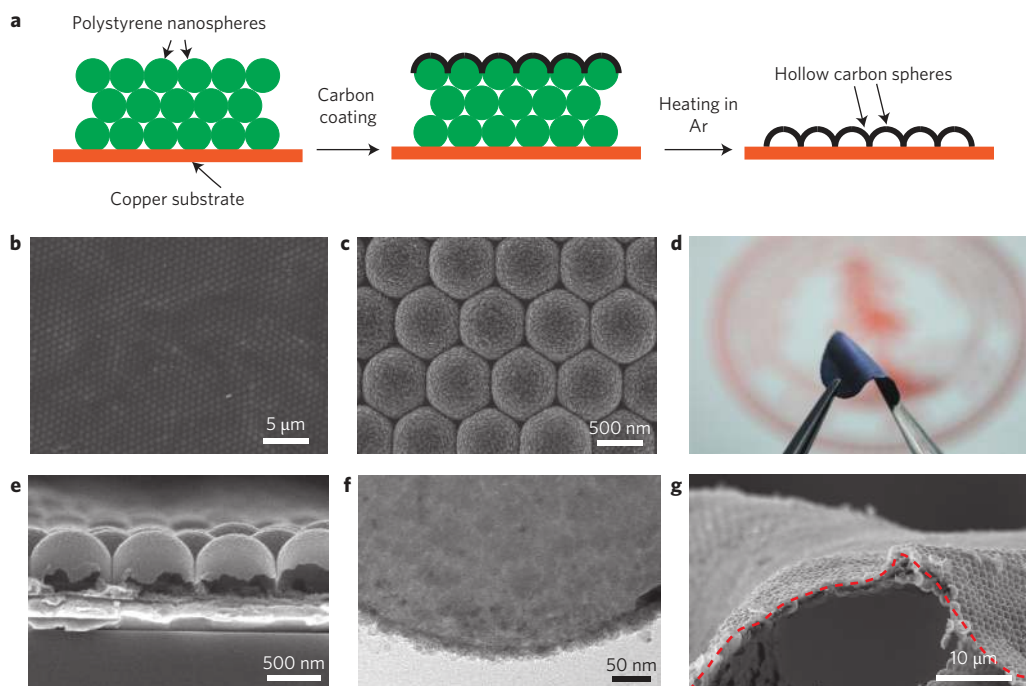 a
Polystyrene nanospheres
Carbon
coating
Heating in
Ar
Hollow carbon spheres
Copper substrate
b
5 µm
c
500 nm
d
e
500 nm
f
50 nm
g
10 µm